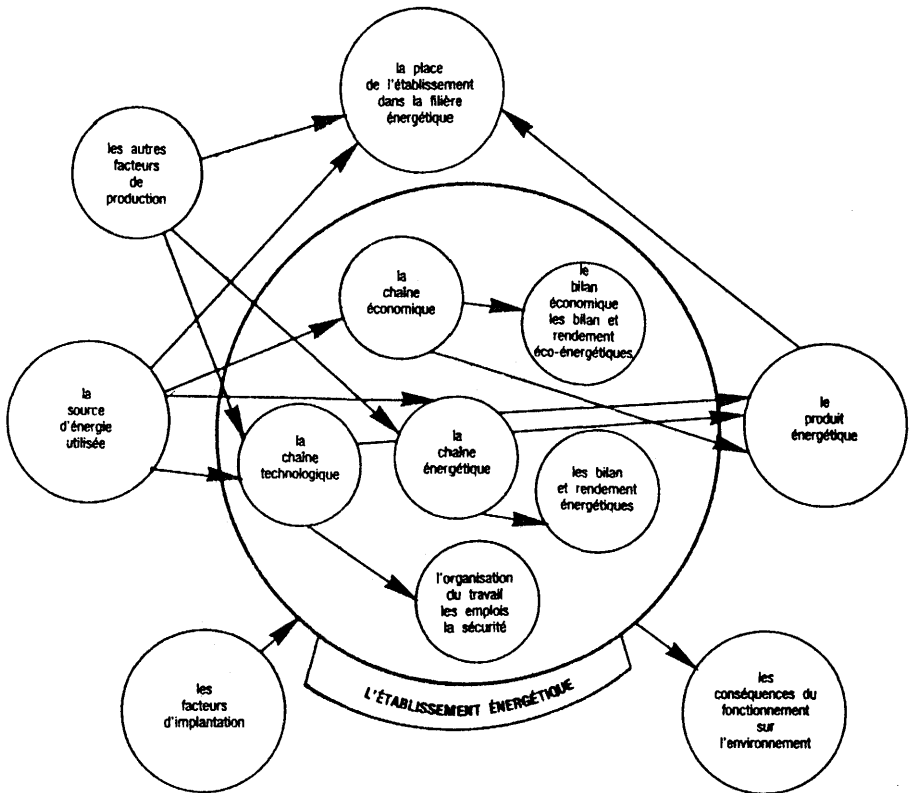 la place
de l'établissement
dans la filière
énergétique
les autres
facteurs
de
production
la
chaîne
économique
le
bilan
économique
les bilan et
rendement
éco-énergétiques
la
source
d'énergie
utilisée
le
produit
énergétique
la
chaîne
technologique
la
chaîne
énergétique
les bilan
et rendement
énergétiques
l'organisation
du travail
les emplois
la sécurité
les
facteurs
d'implantation
L'ÉTABLISSEMENT ÉNERGÉTIQUE
les
conséquences du
fonctionnement
sur
l'environnement